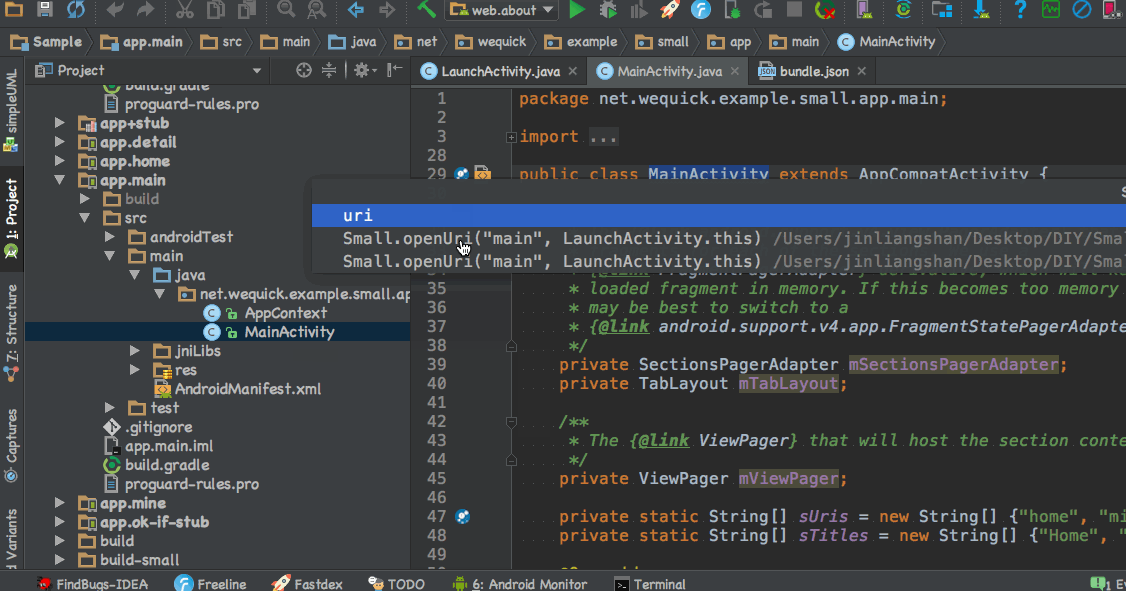 web.about
Sample app.main src main java net wequick example small app main MainActivity
Project
LaunchActivity.java MainActivity.java bundle.json
simpleUML
1: Project
7: Structure
Captures
Variants
build.gradle
proguard-rules.pro
app+stub
app.detail
app.home
app.main
build
src
androidTest
main
java
net.wequick.example.small.ap
AppContext
MainActivity
jniLibs
res
AndroidManifest.xml
test
.gitignore
app.main.iml
build.gradle
proguard-rules.pro
app.mine
app.ok-if-stub
build
build-small
1 package net.wequick.example.small.app.main;
2
3 import ...
28
29 public class MainActivity extends AppCompatActivity {
uri
Small.openUri("main", LaunchActivity.this) /Users/jinliangshan/Desktop/DIY/Sma
Small.openUri("main", LaunchActivity.this) /Users/jinliangshan/Desktop/DIY/Sma
35 * loaded fragment in memory. If this becomes too memory
36 * may be best to switch to a
37 * {@link android.support.v4.app.FragmentStatePagerAdapte
38 */
39 private SectionsPagerAdapter mSectionsPagerAdapter;
40 private TabLayout mTabLayout;
41
42 /**
43 * The {@link ViewPager} that will host the section conte
44 */
45 private ViewPager mViewPager;
46
47 private static String[] sUris = new String[] {"home", "mi
48 private static String[] sTitles = new String[] {"Home", "
49
FindBugs-IDEA Freeline Fastdex TODO 6: Android Monitor Terminal 1 Ev